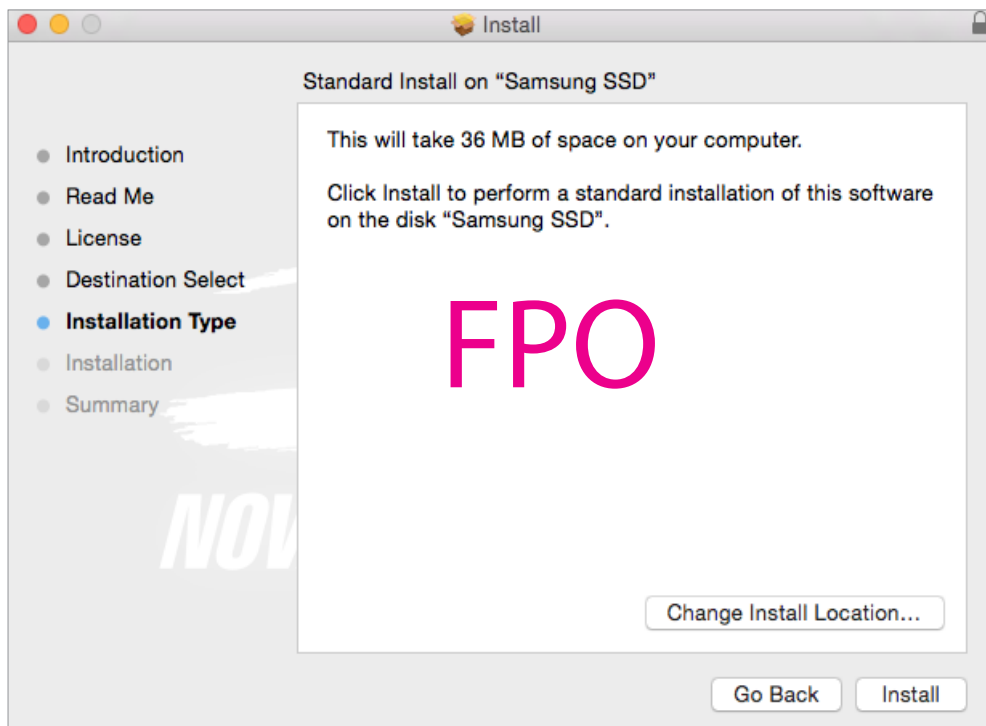 Install
Standard Install on “Samsung SSD”
Introduction
Read Me
License
Destination Select
Installation Type
Installation
Summary
This will take 36 MB of space on your computer.
Click Install to perform a standard installation of this software
on the disk “Samsung SSD”.
FPO
NOV
Change Install Location...
Go Back
Install